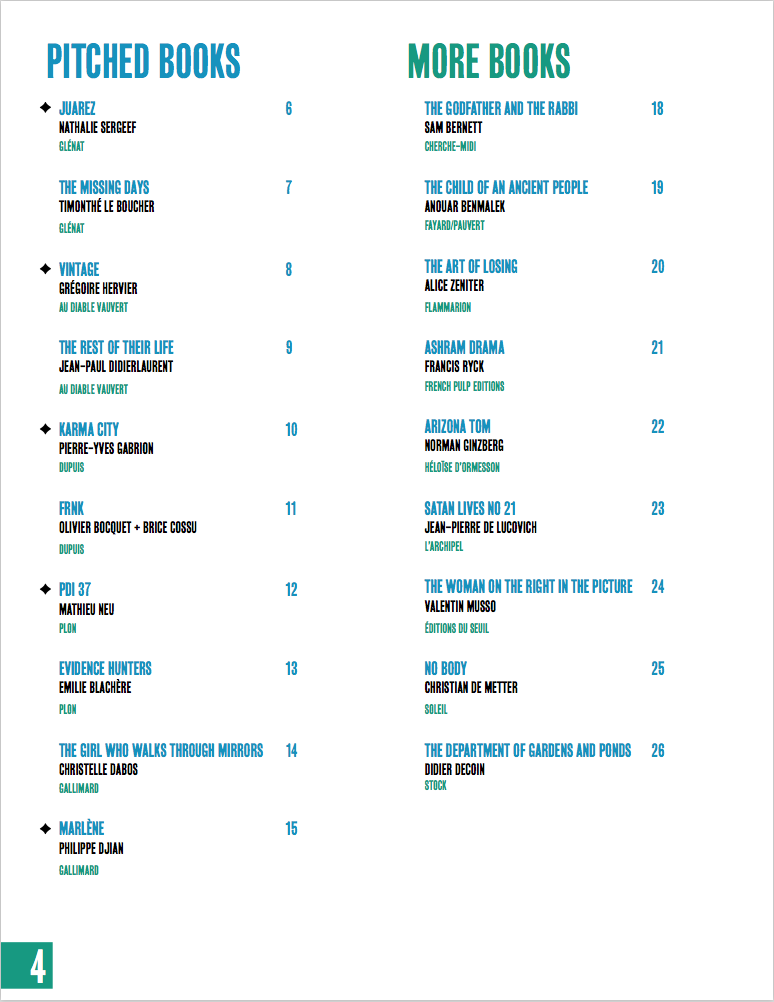 PITCHED BOOKS
✦ JUAREZ 6
NATHALIE SERGEEF
GLÉNAT
THE MISSING DAYS 7
TIMONTHÉ LE BOUCHER
GLÉNAT
✦ VINTAGE 8
GRÉGOIRE HERVIER
AU DIABLE VAUVERT
THE REST OF THEIR LIFE 9
JEAN-PAUL DIDIERLAURENT
AU DIABLE VAUVERT
✦ KARMA CITY 10
PIERRE-YVES GABRION
DUPUIS
FRNK 11
OLIVIER BOCQUET + BRICE COSSU
DUPUIS
✦ PDI 37 12
MATHIEU NEU
PLON
EVIDENCE HUNTERS 13
EMILIE BLACHÈRE
PLON
THE GIRL WHO WALKS THROUGH MIRRORS 14
CHRISTELLE DABOS
GALLIMARD
✦ MARLÈNE 15
PHILIPPE DJIAN
GALLIMARD
MORE BOOKS
THE GODFATHER AND THE RABBI 18
SAM BERNETT
CHERCHE-MIDI
THE CHILD OF AN ANCIENT PEOPLE 19
ANOUAR BENMALEK
FAYARD/PAUVERT
THE ART OF LOSING 20
ALICE ZENITER
FLAMMARION
ASHRAM DRAMA 21
FRANCIS RYCK
FRENCH PULP EDITIONS
ARIZONA TOM 22
NORMAN GINZBERG
HÉLOÏSE D'ORMESSON
SATAN LIVES NO 21 23
JEAN-PIERRE DE LUCOVICH
L'ARCHIPEL
THE WOMAN ON THE RIGHT IN THE PICTURE 24
VALENTIN MUSSO
ÉDITIONS DU SEUIL
NO BODY 25
CHRISTIAN DE METTER
SOLEIL
THE DEPARTMENT OF GARDENS AND PONDS 26
DIDIER DECOIN
STOCK
4